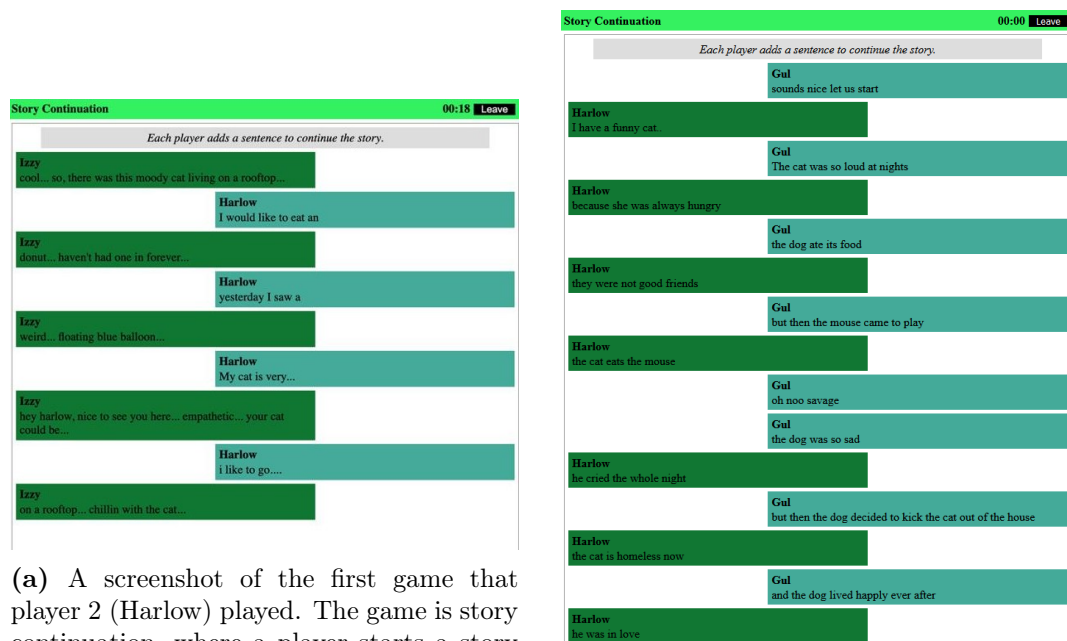 Story Continuation 00:18 Leave
Each player adds a sentence to continue the story.
Izzy
cool... so, there was this moody cat living on a rooftop...
Harlow
I would like to eat an
Izzy
donut... haven't had one in forever...
Harlow
yesterday I saw a
Izzy
weird... floating blue balloon...
Harlow
My cat is very...
Izzy
hey harlow, nice to see you here... empathetic... your cat
could be...
Harlow
i like to go....
Izzy
on a rooftop... chillin with the cat...
(a) A screenshot of the first game that
player 2 (Harlow) played. The game is story
continuation, where a player starts a story
Story Continuation 00:00 Leave
Each player adds a sentence to continue the story.
Gul
sounds nice let us start
Harlow
I have a funny cat..
Gul
The cat was so loud at nights
Harlow
because she was always hungry
Gul
the dog ate its food
Harlow
they were not good friends
Gul
but then the mouse came to play
Harlow
the cat eats the mouse
Gul
oh noo savage
Gul
the dog was so sad
Harlow
he cried the whole night
Gul
but then the dog decided to kick the cat out of the house
Harlow
the cat is homeless now
Gul
and the dog lived happly ever after
Harlow
he was in love